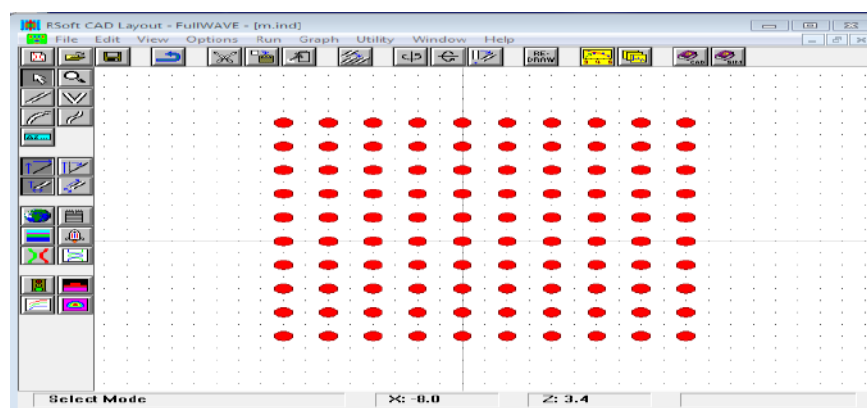 RSoft CAD Layout - FullWAVE - [m.ind]
File Edit View Options Run Graph Utility Window Help
RE-
DRAW
CAD
Select Mode X: -8.0 Z: 3.4